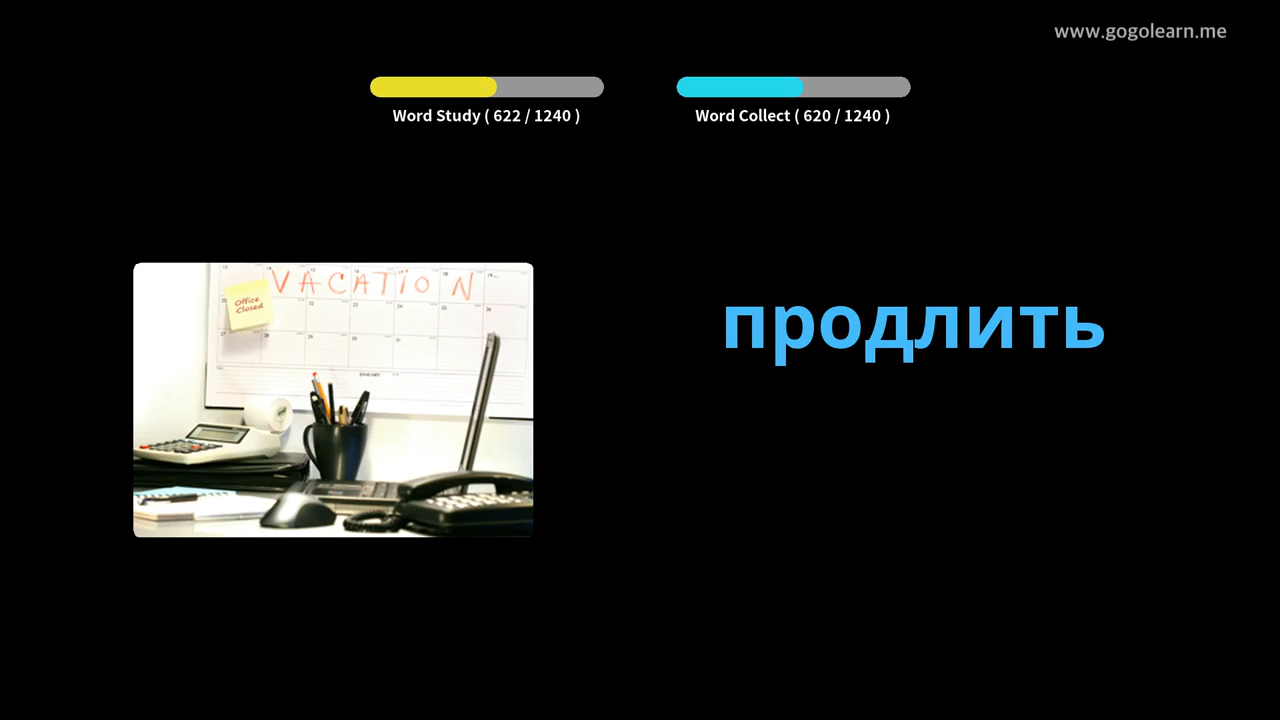 www.gogolearn.me
Word Study ( 622 / 1240 )
Word Collect ( 620 / 1240 )
VACATION
Office
Closed
продлить